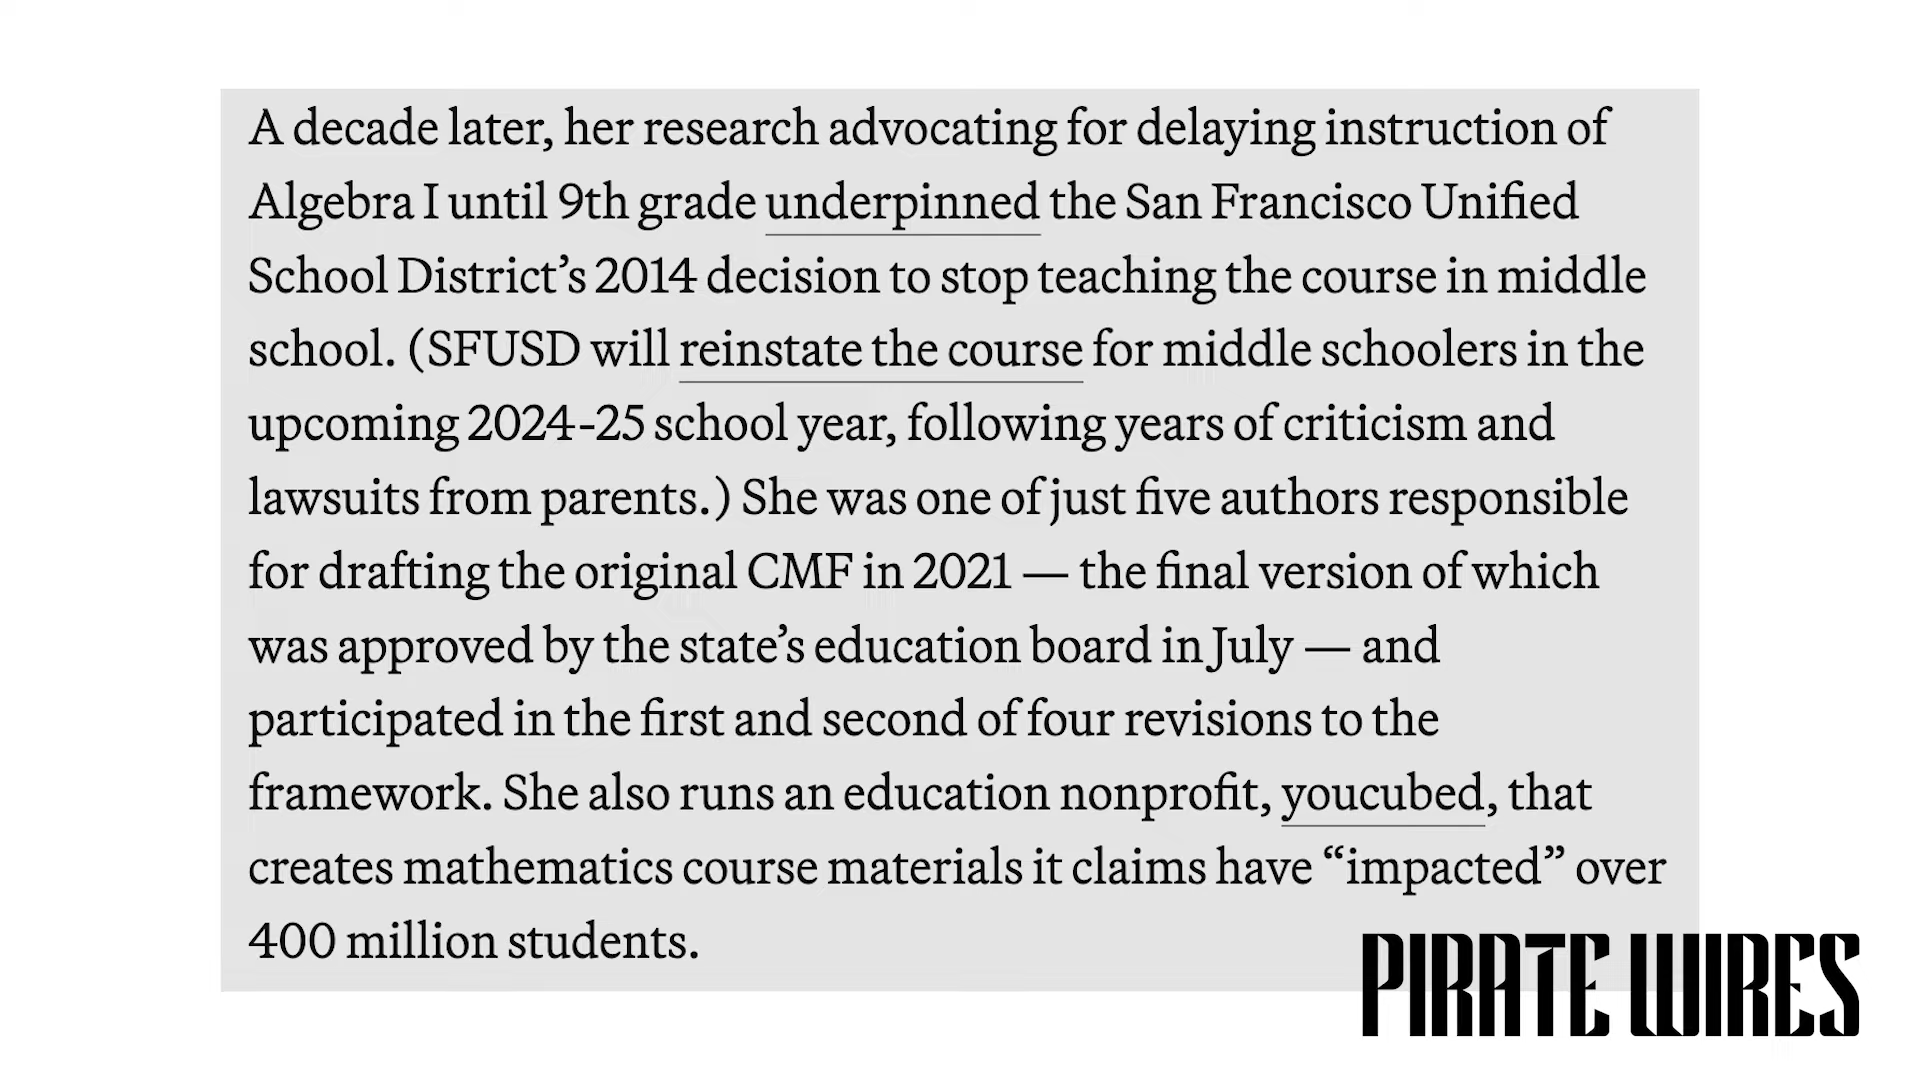 A decade later, her research advocating for delaying instruction of
Algebra I until 9th grade underpinned the San Francisco Unified
School District’s 2014 decision to stop teaching the course in middle
school. (SFUSD will reinstate the course for middle schoolers in the
upcoming 2024-25 school year, following years of criticism and
lawsuits from parents.) She was one of just five authors responsible
for drafting the original CMF in 2021 — the final version of which
was approved by the state’s education board in July — and
participated in the first and second of four revisions to the
framework. She also runs an education nonprofit, youcubed, that
creates mathematics course materials it claims have “impacted” over
400 million students.
PIRATE WIRES